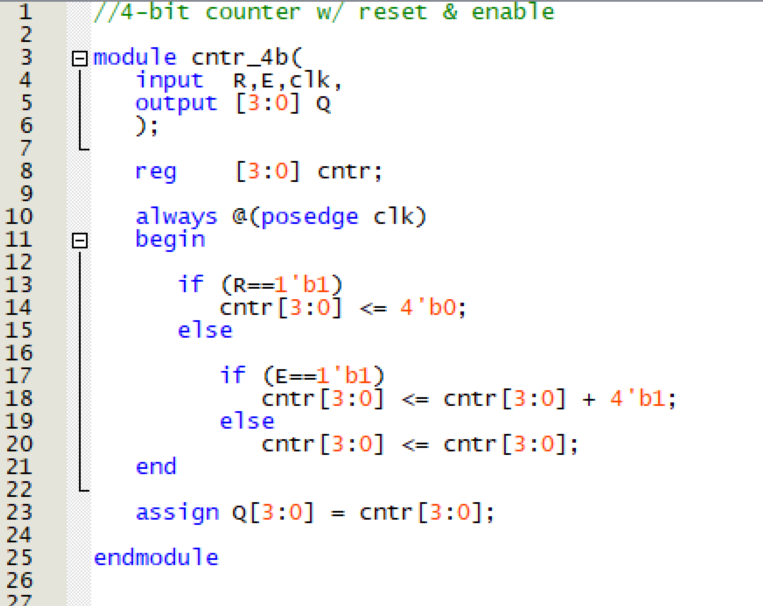 1 //4-bit counter w/ reset & enable
2
3 module cntr_4b(
4 input R,E,clk,
5 output [3:0] Q
6 );
7
8 reg [3:0] cntr;
9
10 always @(posedge clk)
11 begin
12
13 if (R==1'b1)
14 cntr[3:0] <= 4'b0;
15 else
16
17 if (E==1'b1)
18 cntr[3:0] <= cntr[3:0] + 4'b1;
19 else
20 cntr[3:0] <= cntr[3:0];
21 end
22
23 assign Q[3:0] = cntr[3:0];
24
25 endmodule
26
27